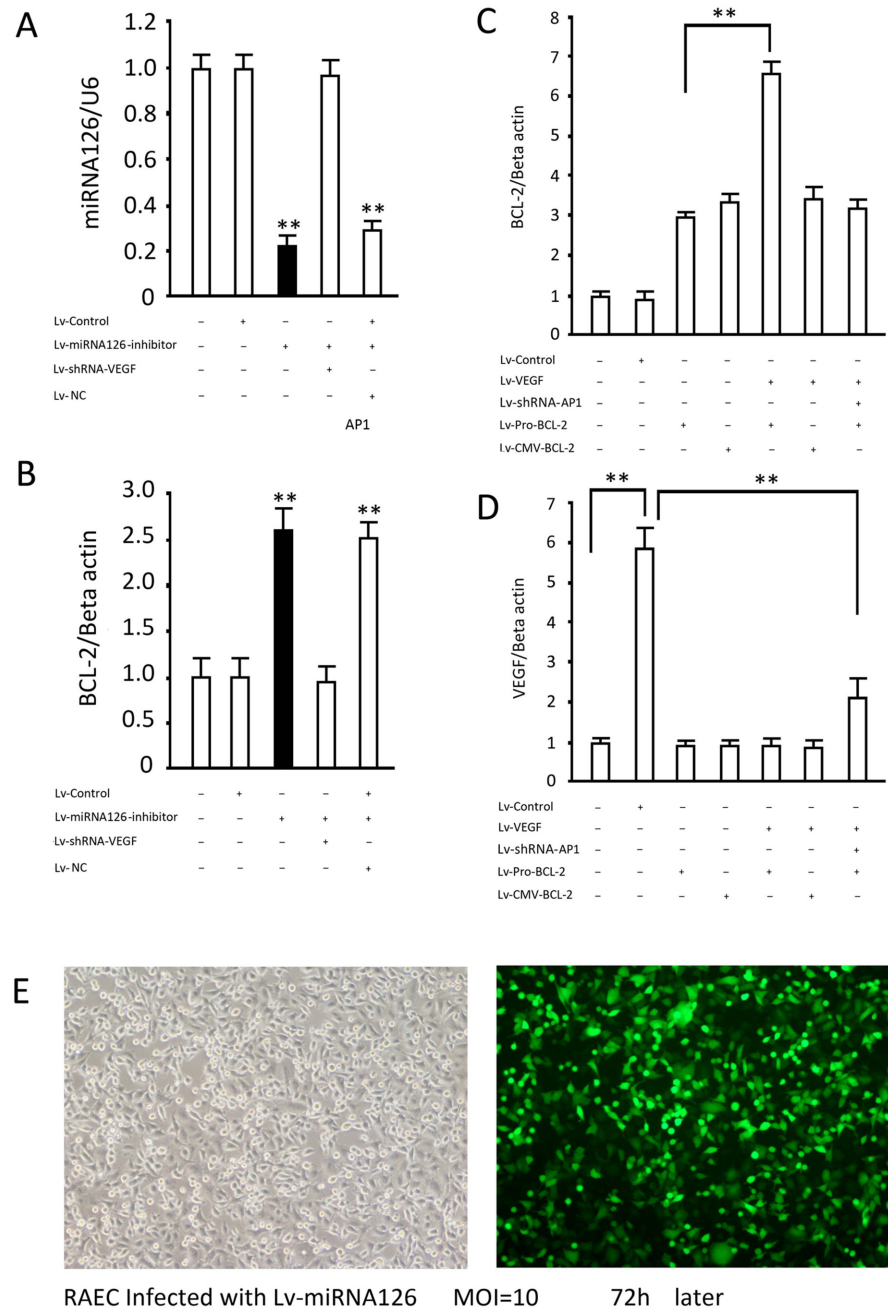 A
miRNA126/U6
1.2
1.0
0.8
0.6
0.4
0.2
0
** **
Lv-Control – + – – +
Lv-miRNA126-inhibitor – – + + +
Lv-shRNA-VEGF – – – + –
Lv-NC – – – – +
AP1
B
BCL-2/Beta actin
3.0
2.5
2.0
1.5
1.0
0.5
0
** **
Lv-Control – + – – +
Lv-miRNA126-inhibitor – – + + +
Lv-shRNA-VEGF – – – + –
Lv-NC – – – – +
C
BCL-2/Beta actin
8
7
6
5
4
3
2
1
0
**
Lv-Control – + – – – – –
Lv-VEGF – – – – + + +
Lv-shRNA-AP1 – – – – – – +
Lv-Pro-BCL-2 – – + – + – +
Lv-CMV-BCL-2 – – – + – + –
D
VEGF/Beta actin
7
6
5
4
3
2
1
0
** **
Lv-Control – + – – – – –
Lv-VEGF – – – – + + +
Lv-shRNA-AP1 – – – – – – +
Lv-Pro-BCL-2 – – + – + – +
Lv-CMV-BCL-2 – – – + – + –
E
RAEC Infected with Lv-miRNA126 MOI=10 72h later